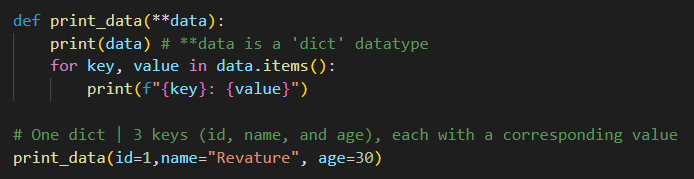 def print_data(**data):
    print(data) # **data is a 'dict' datatype
    for key, value in data.items():
        print(f"{key}: {value}")
# One dict | 3 keys (id, name, and age), each with a corresponding value
print_data(id=1,name="Revature", age=30)